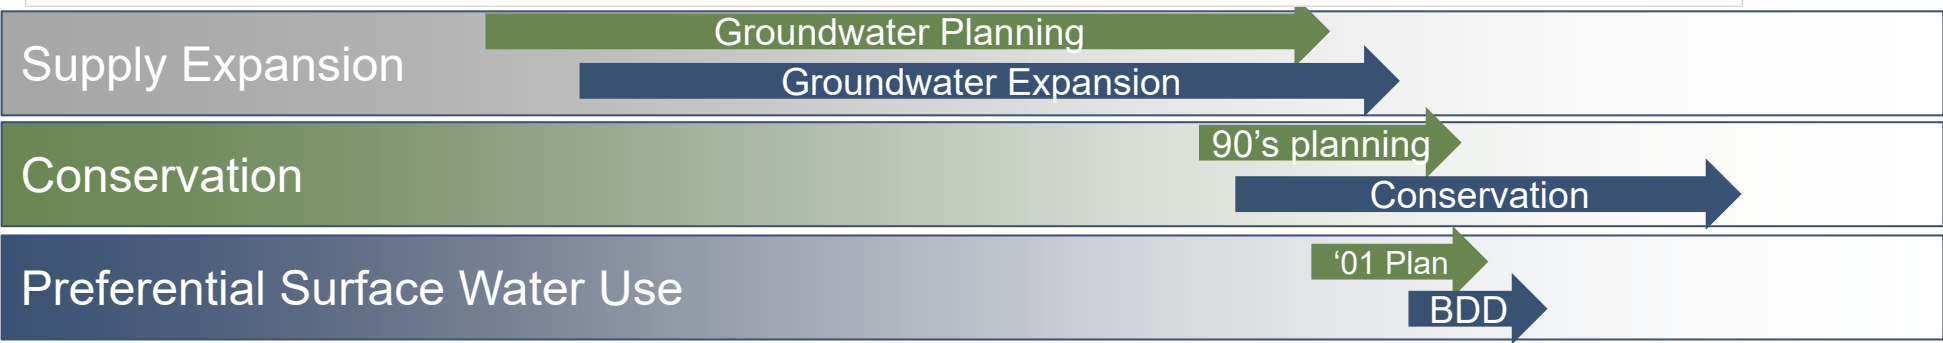 Groundwater Planning
Supply Expansion
Groundwater Expansion
90’s planning
Conservation
Conservation
‘01 Plan
Preferential Surface Water Use
BDD